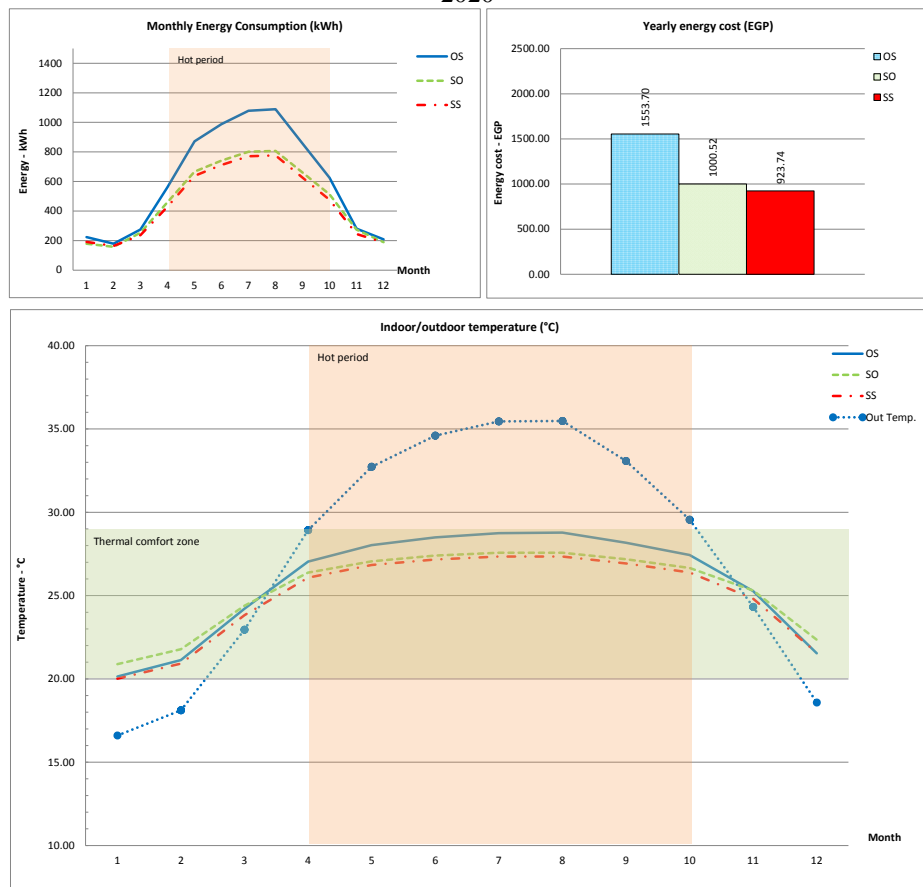 2020
Monthly Energy Consumption (kWh)
Hot period
OS
SO
SS
Energy - kWh
1400
1200
1000
800
600
400
200
0
1 2 3 4 5 6 7 8 9 10 11 12
Month
Yearly energy cost (EGP)
OS
SO
SS
Energy cost - EGP
2500.00
2000.00
1500.00
1000.00
500.00
0.00
1553.70
1000.52
923.74
Indoor/outdoor temperature (°C)
Hot period
OS
SO
SS
Out Temp.
Thermal comfort zone
Temperature - °C
40.00
35.00
30.00
25.00
20.00
15.00
10.00
1 2 3 4 5 6 7 8 9 10 11 12
Month